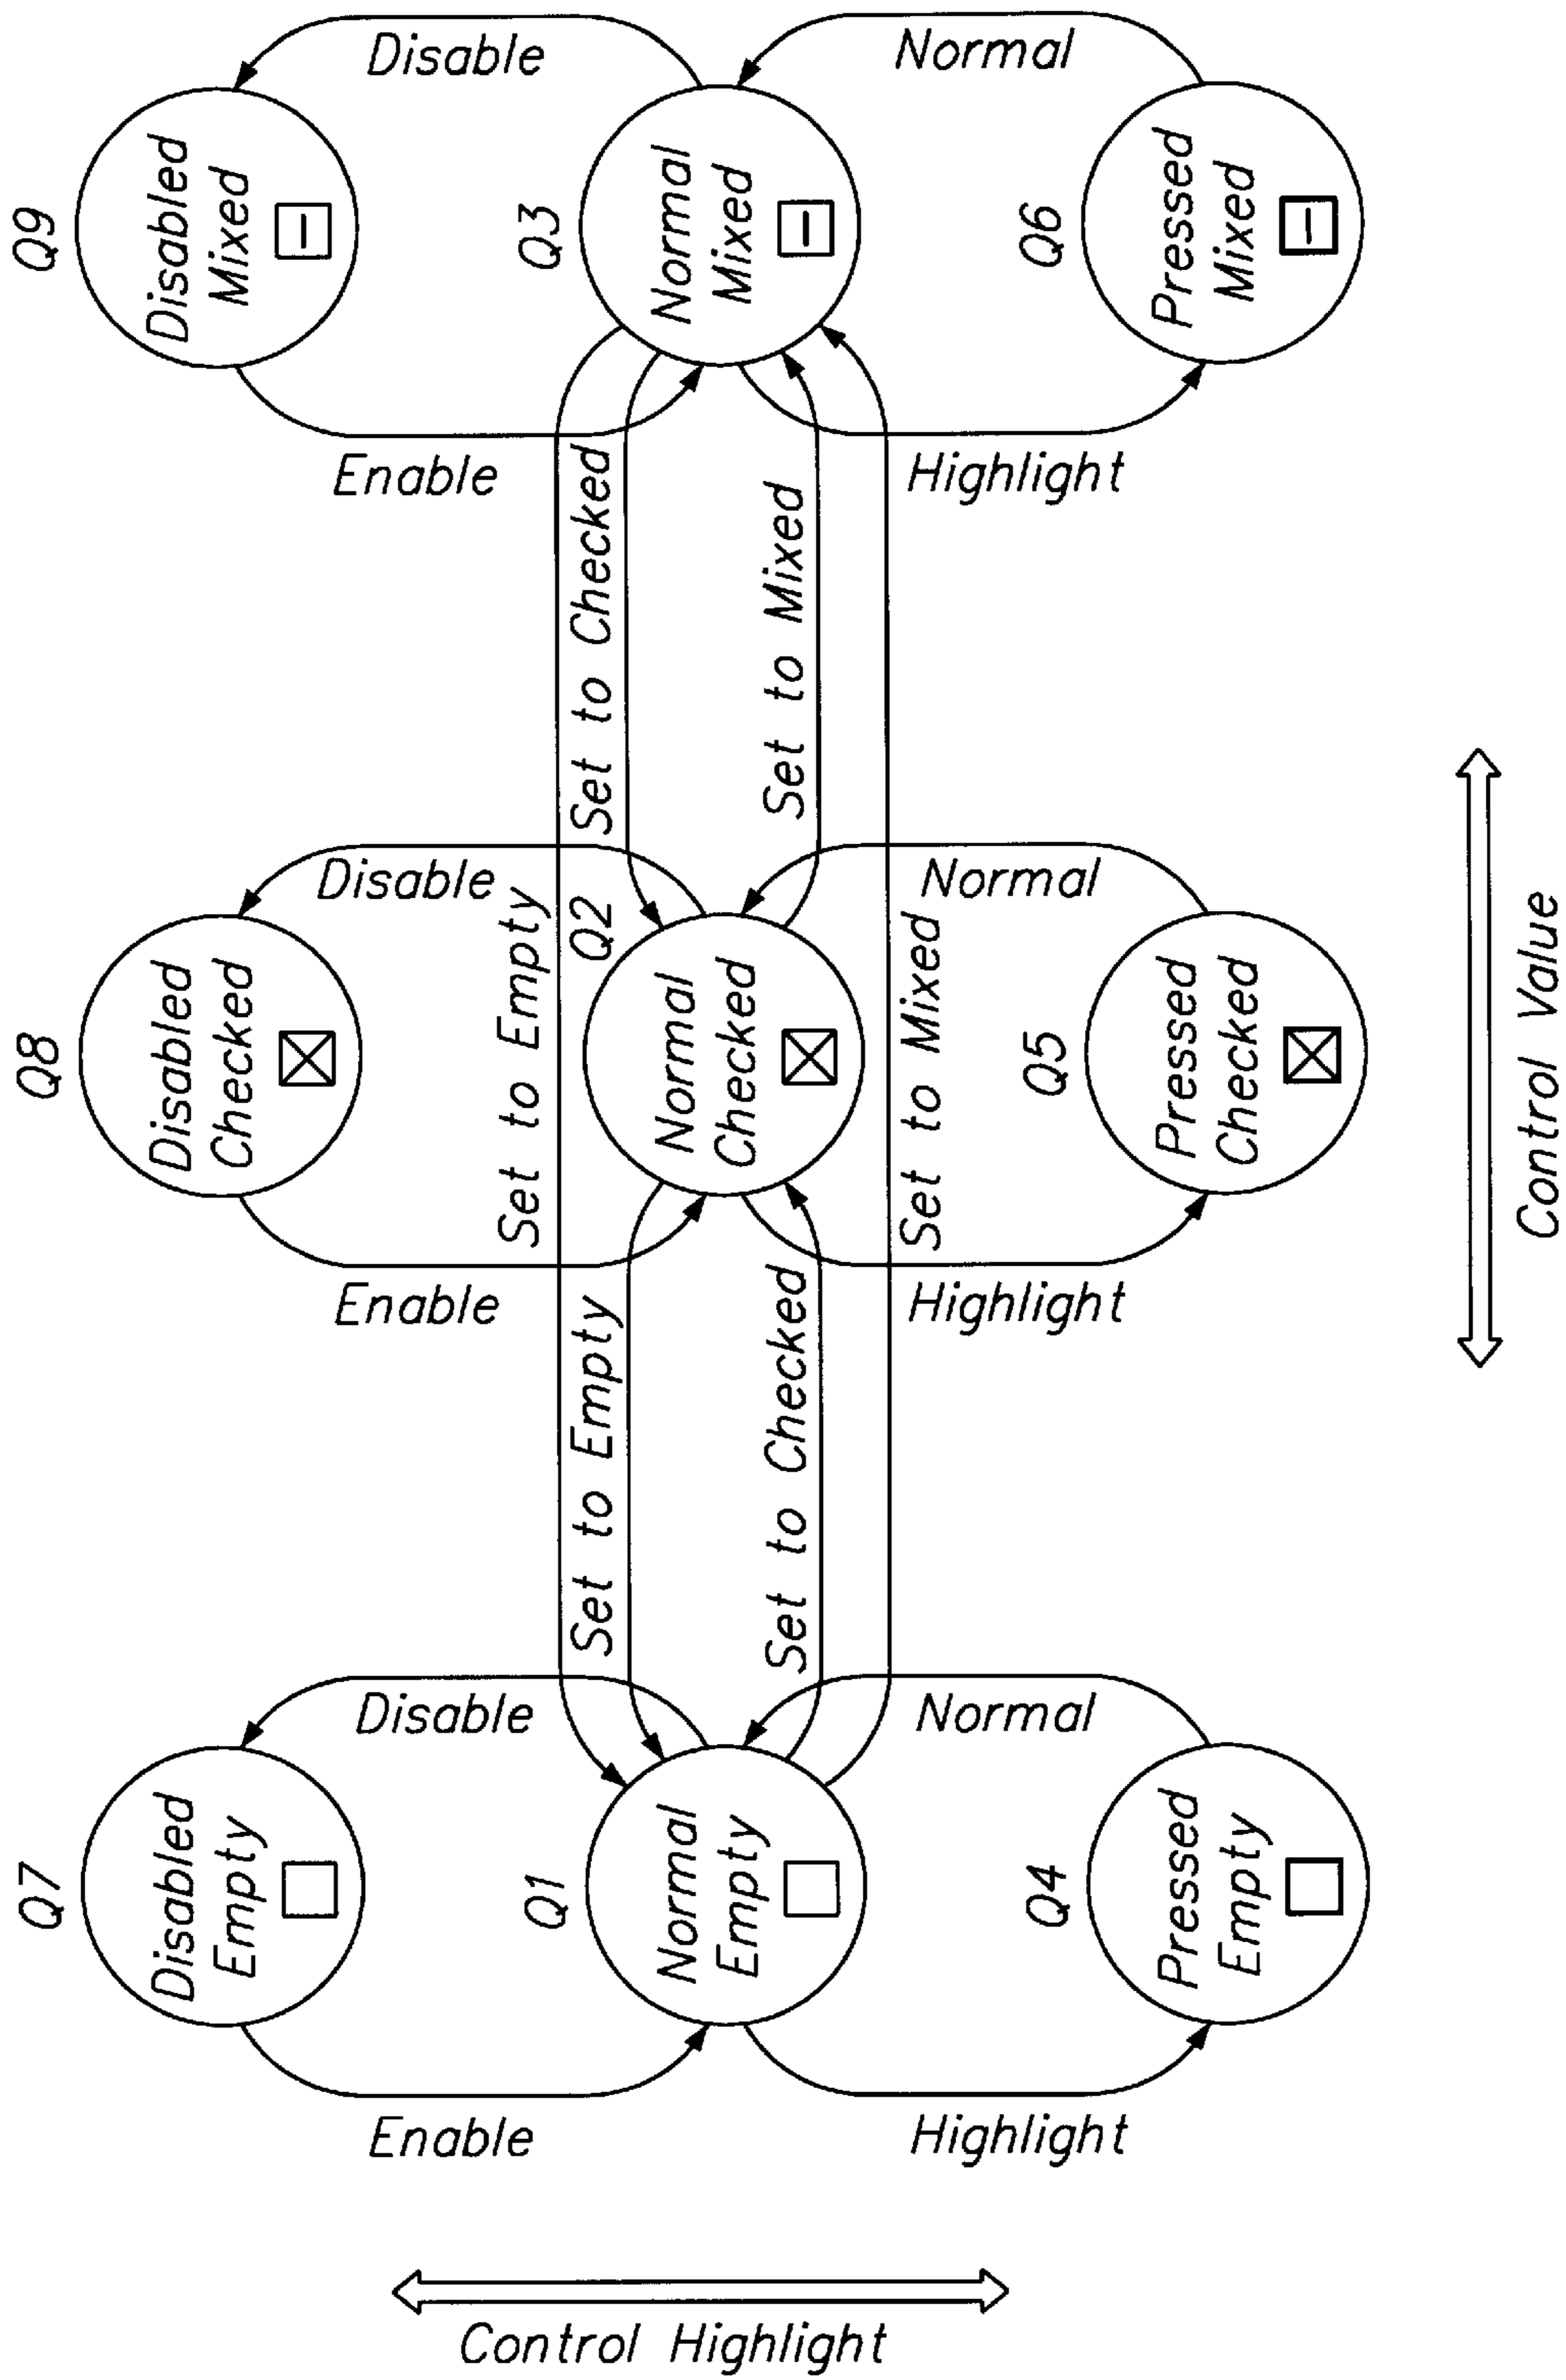 Q9
Disabled
Mixed
Disable
Enable
Q3
Normal
Mixed
Normal
Highlight
Q6
Pressed
Mixed
Set to Checked
Set to Mixed
Set to Empty
Set to Mixed
Q8
Disabled
Checked
Disable
Enable
Q2
Normal
Checked
Normal
Highlight
Q5
Pressed
Checked
Set to Empty
Set to Checked
Q7
Disabled
Empty
Disable
Enable
Q1
Normal
Empty
Normal
Highlight
Q4
Pressed
Empty
Control Value
Control Highlight